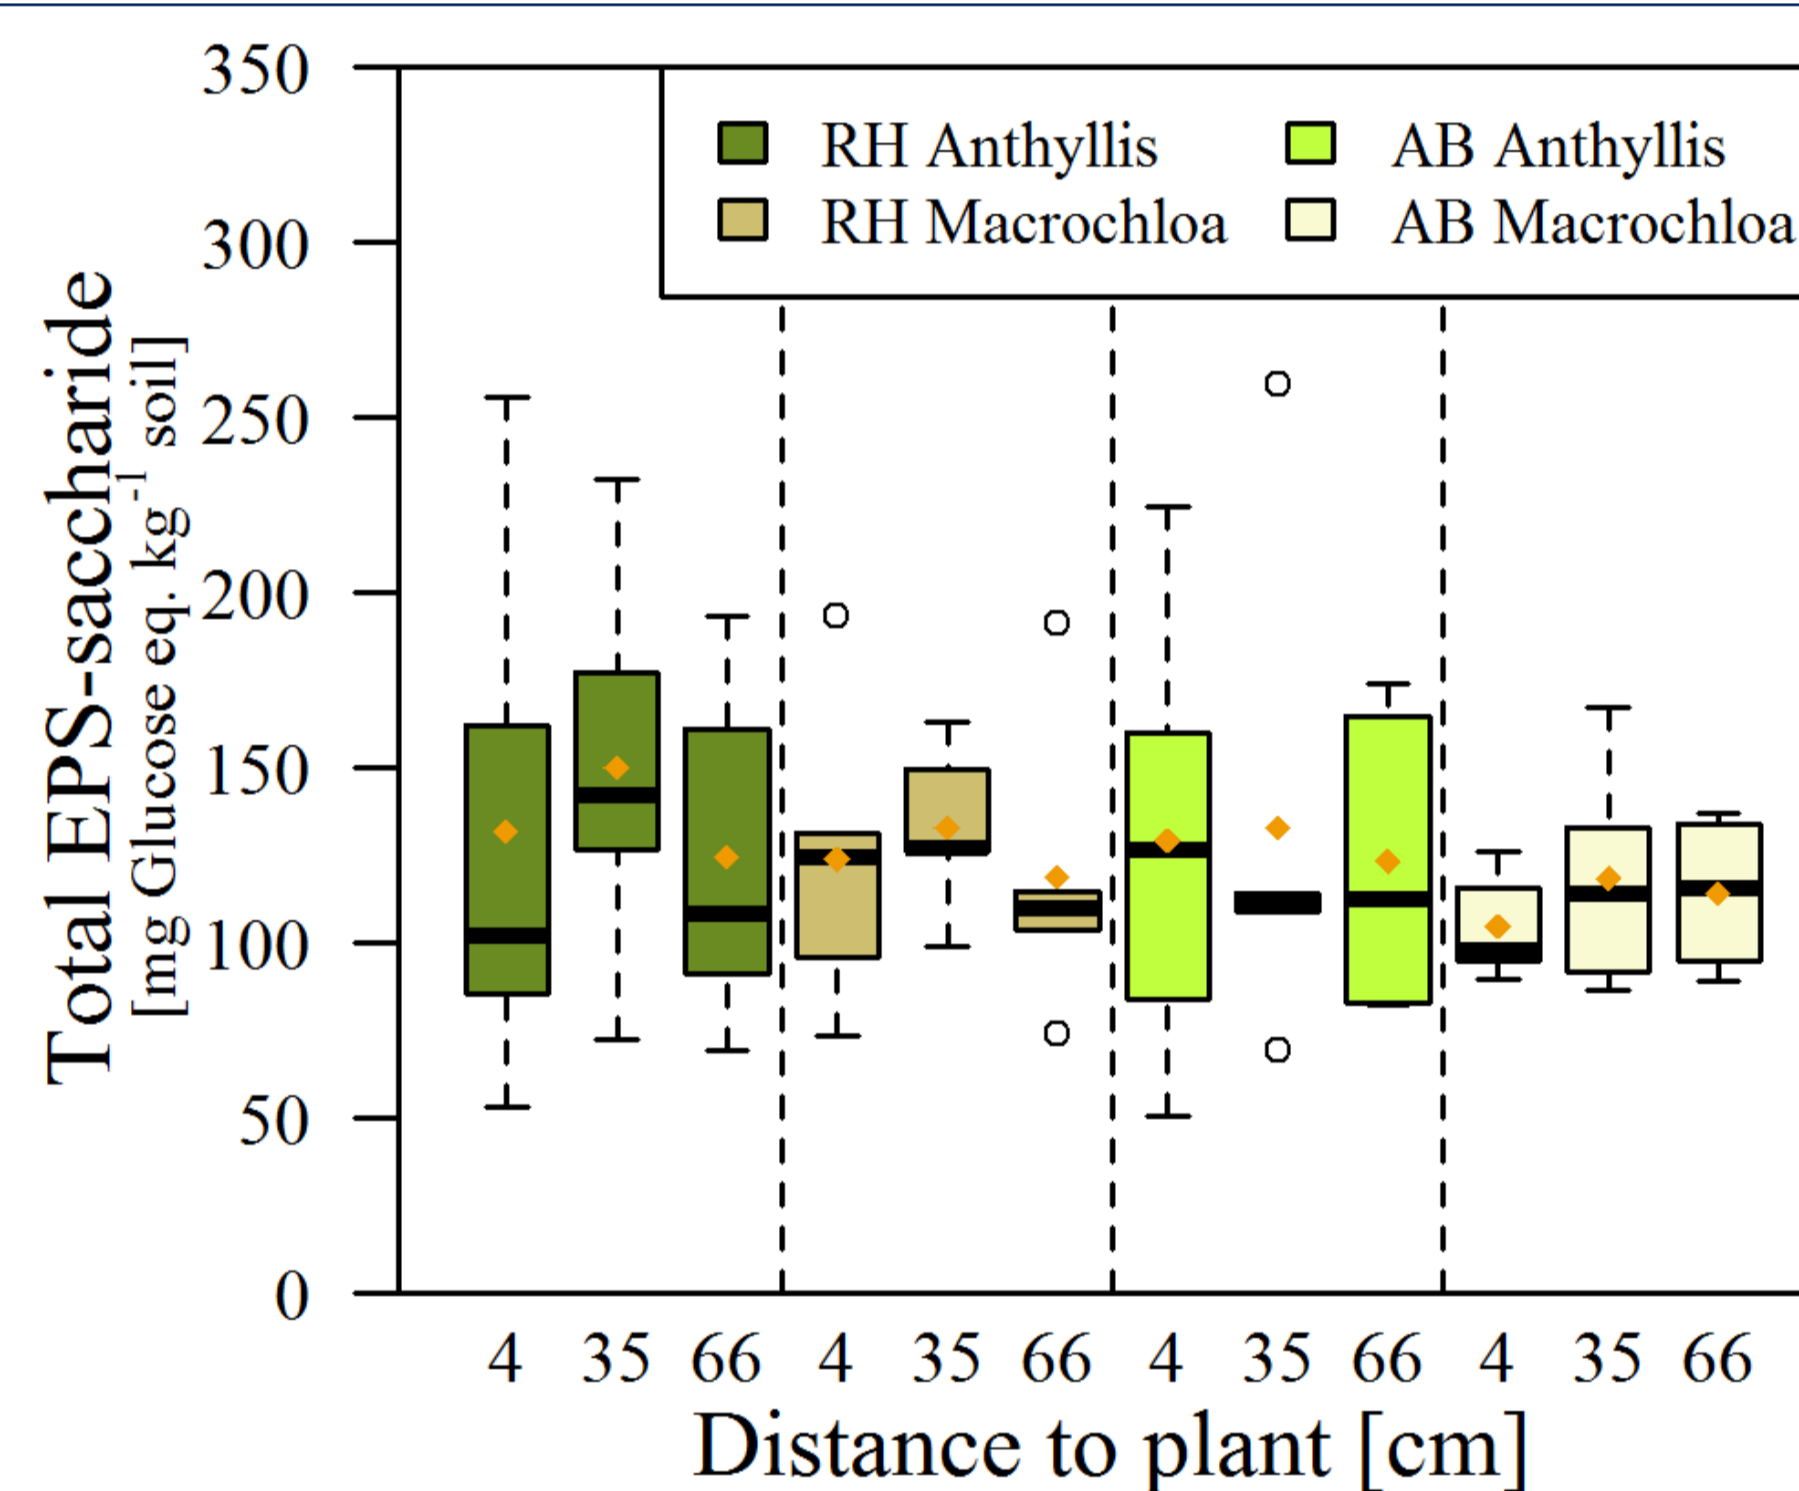 Total EPS-saccharide
[mg Glucose eq. kg-1 soil]
350
300
250
200
150
100
50
0
RH Anthyllis
AB Anthyllis
RH Macrochloa
AB Macrochloa
4 35 66 4 35 66 4 35 66 4 35 66
Distance to plant [cm]